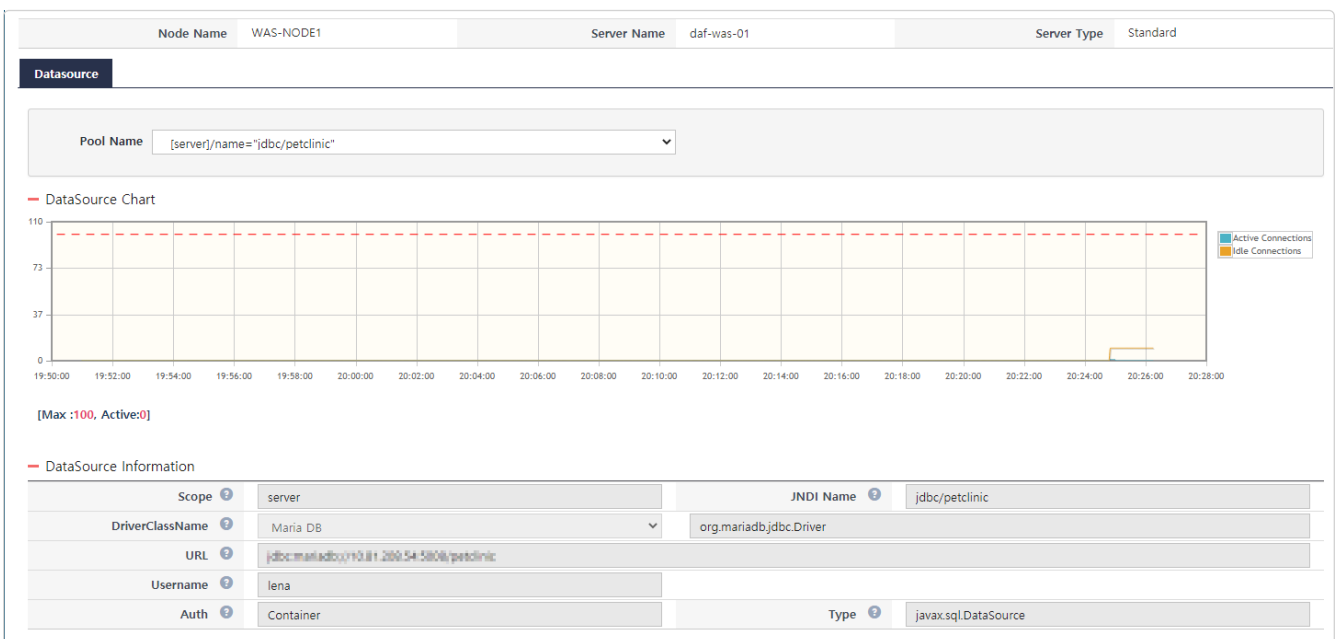 Node Name WAS-NODE1 Server Name daf-was-01 Server Type Standard
Datasource
Pool Name [server]/name="jdbc/petclinic"
DataSource Chart
110
73
37
0
Active Connections
Idle Connections
19:50:00 19:52:00 19:54:00 19:56:00 19:58:00 20:00:00 20:02:00 20:04:00 20:06:00 20:08:00 20:10:00 20:12:00 20:14:00 20:16:00 20:18:00 20:20:00 20:22:00 20:24:00 20:26:00 20:28:00
[Max :100, Active:0]
DataSource Information
Scope ? server JNDI Name ? jdbc/petclinic
DriverClassName ? Maria DB org.mariadb.jdbc.Driver
URL ?
Username ? lena
Auth ? Container Type ? javax.sql.DataSource